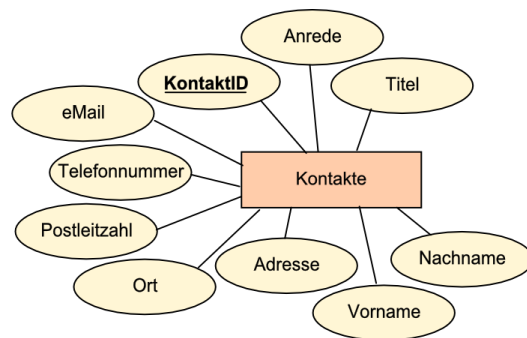 Anrede
KontaktID
Titel
eMail
Telefonnummer
Kontakte
Postleitzahl
Nachname
Adresse
Ort
Vorname